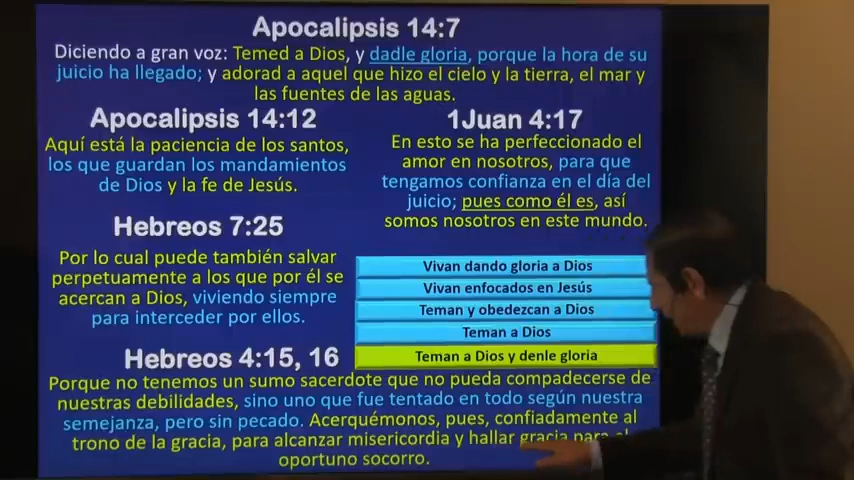 Apocalipsis 14:7
Diciendo a gran voz: Temed a Dios, y dadle gloria, porque la hora de su
juicio ha llegado; y adorad a aquel que hizo el cielo y la tierra, el mar y
las fuentes de las aguas.
Apocalipsis 14:12
Aquí está la paciencia de los santos,
los que guardan los mandamientos
de Dios y la fe de Jesús.
1Juan 4:17
En esto se ha perfeccionado el
amor en nosotros, para que
tengamos confianza en el día del
juicio; pues como él es, así
somos nosotros en este mundo.
Hebreos 7:25
Por lo cual puede también salvar
perpetuamente a los que por él se
acercan a Dios, viviendo siempre
para interceder por ellos.
Vivan dando gloria a Dios
Vivan enfocados en Jesús
Teman y obedezcan a Dios
Teman a Dios
Teman a Dios y denle gloria
Hebreos 4:15, 16
Porque no tenemos un sumo sacerdote que no pueda compadecerse de
nuestras debilidades, sino uno que fue tentado en todo según nuestra
semejanza, pero sin pecado. Acerquémonos, pues, confiadamente al
trono de la gracia, para alcanzar misericordia y hallar gracia para
oportuno socorro.